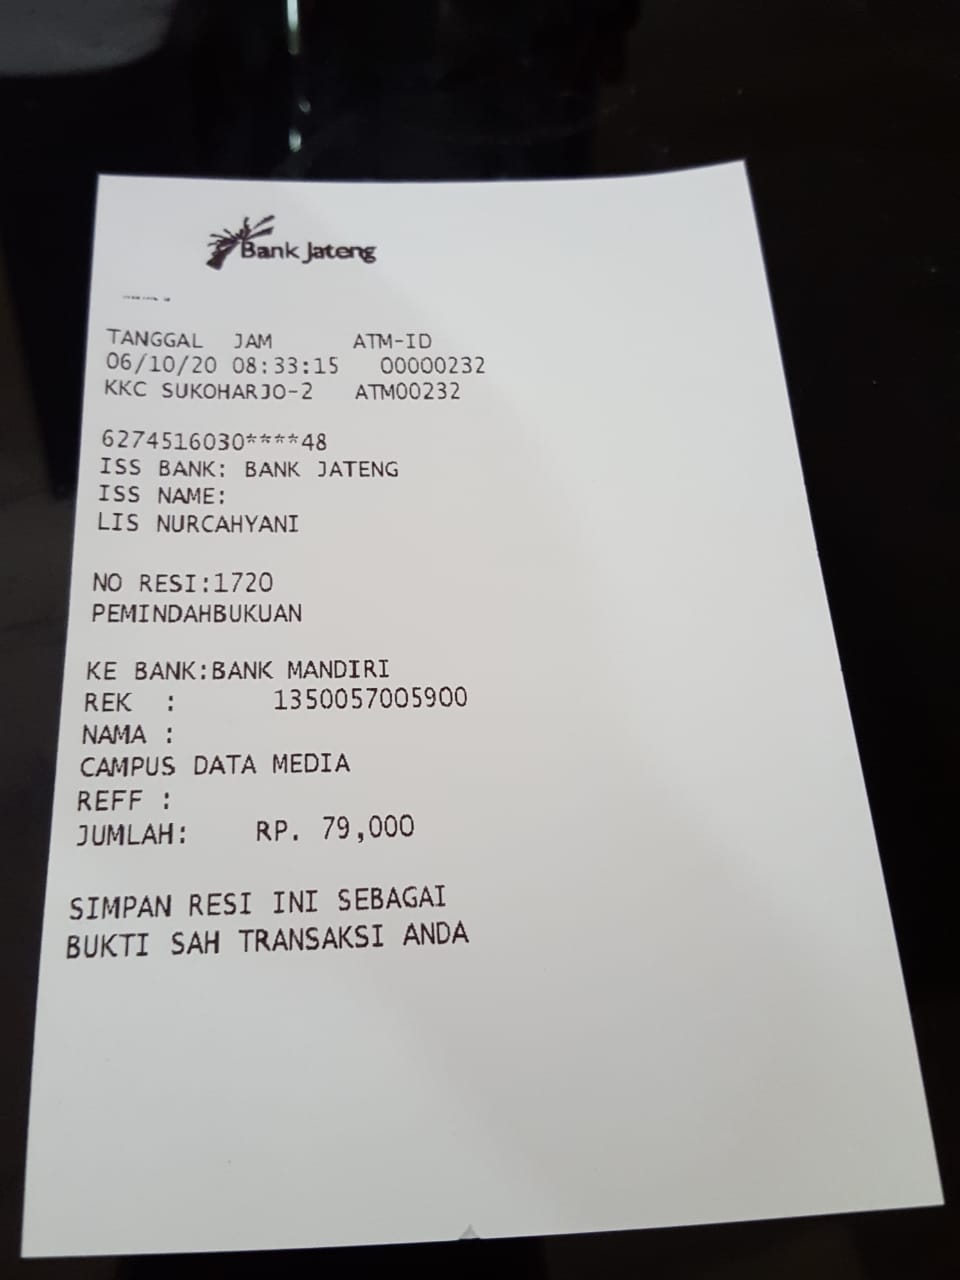 Bank Jateng
TANGGAL JAM ATM-ID
06/10/20 08:33:15 00000232
KKC SUKOHARJO-2 ATM00232
6274516030****48
ISS BANK: BANK JATENG
ISS NAME:
LIS NURCAHYANI
NO RESI:1720
PEMINDAHBUKUAN
KE BANK:BANK MANDIRI
REK : 1350057005900
NAMA :
CAMPUS DATA MEDIA
REFF :
JUMLAH: RP. 79,000
SIMPAN RESI INI SEBAGAI
BUKTI SAH TRANSAKSI ANDA